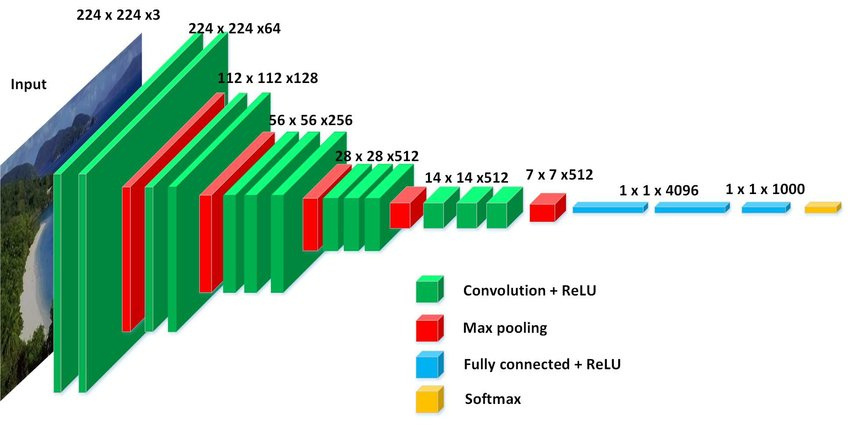 224 x 224 x3
224 x 224 x64
Input
112 x 112 x128
56 x 56 x256
28 x 28 x512
14 x 14 x512
7 x 7 x512
1 x 1 x 4096
1 x 1 x 1000
Convolution + ReLU
Max pooling
Fully connected + ReLU
Softmax